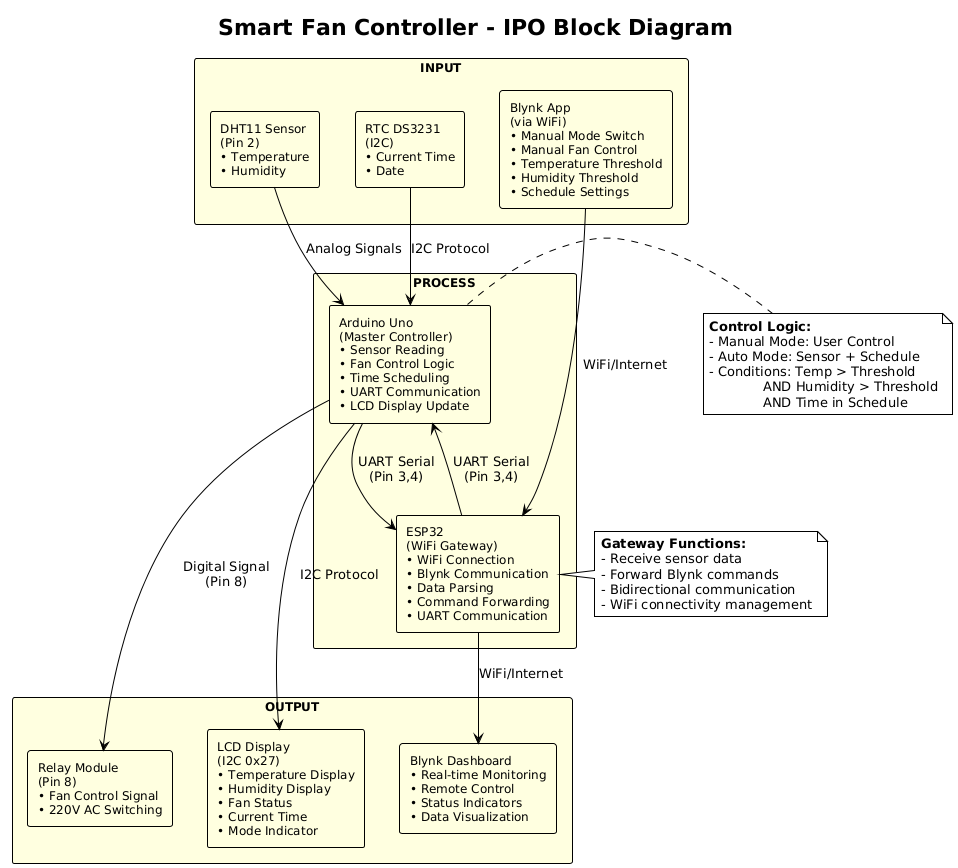 Smart Fan Controller - IPO Block Diagram
INPUT
DHT11 Sensor
(Pin 2)
• Temperature
• Humidity
RTC DS3231
(I2C)
• Current Time
• Date
Blynk App
(via WiFi)
• Manual Mode Switch
• Manual Fan Control
• Temperature Threshold
• Humidity Threshold
• Schedule Settings
Analog Signals
I2C Protocol
WiFi/Internet
PROCESS
Arduino Uno
(Master Controller)
• Sensor Reading
• Fan Control Logic
• Time Scheduling
• UART Communication
• LCD Display Update
Control Logic:
- Manual Mode: User Control
- Auto Mode: Sensor + Schedule
- Conditions: Temp > Threshold
AND Humidity > Threshold
AND Time in Schedule
UART Serial
(Pin 3,4)
UART Serial
(Pin 3,4)
ESP32
(WiFi Gateway)
• WiFi Connection
• Blynk Communication
• Data Parsing
• Command Forwarding
• UART Communication
Gateway Functions:
- Receive sensor data
- Forward Blynk commands
- Bidirectional communication
- WiFi connectivity management
Digital Signal
(Pin 8)
I2C Protocol
WiFi/Internet
OUTPUT
Relay Module
(Pin 8)
• Fan Control Signal
• 220V AC Switching
LCD Display
(I2C 0x27)
• Temperature Display
• Humidity Display
• Fan Status
• Current Time
• Mode Indicator
Blynk Dashboard
• Real-time Monitoring
• Remote Control
• Status Indicators
• Data Visualization